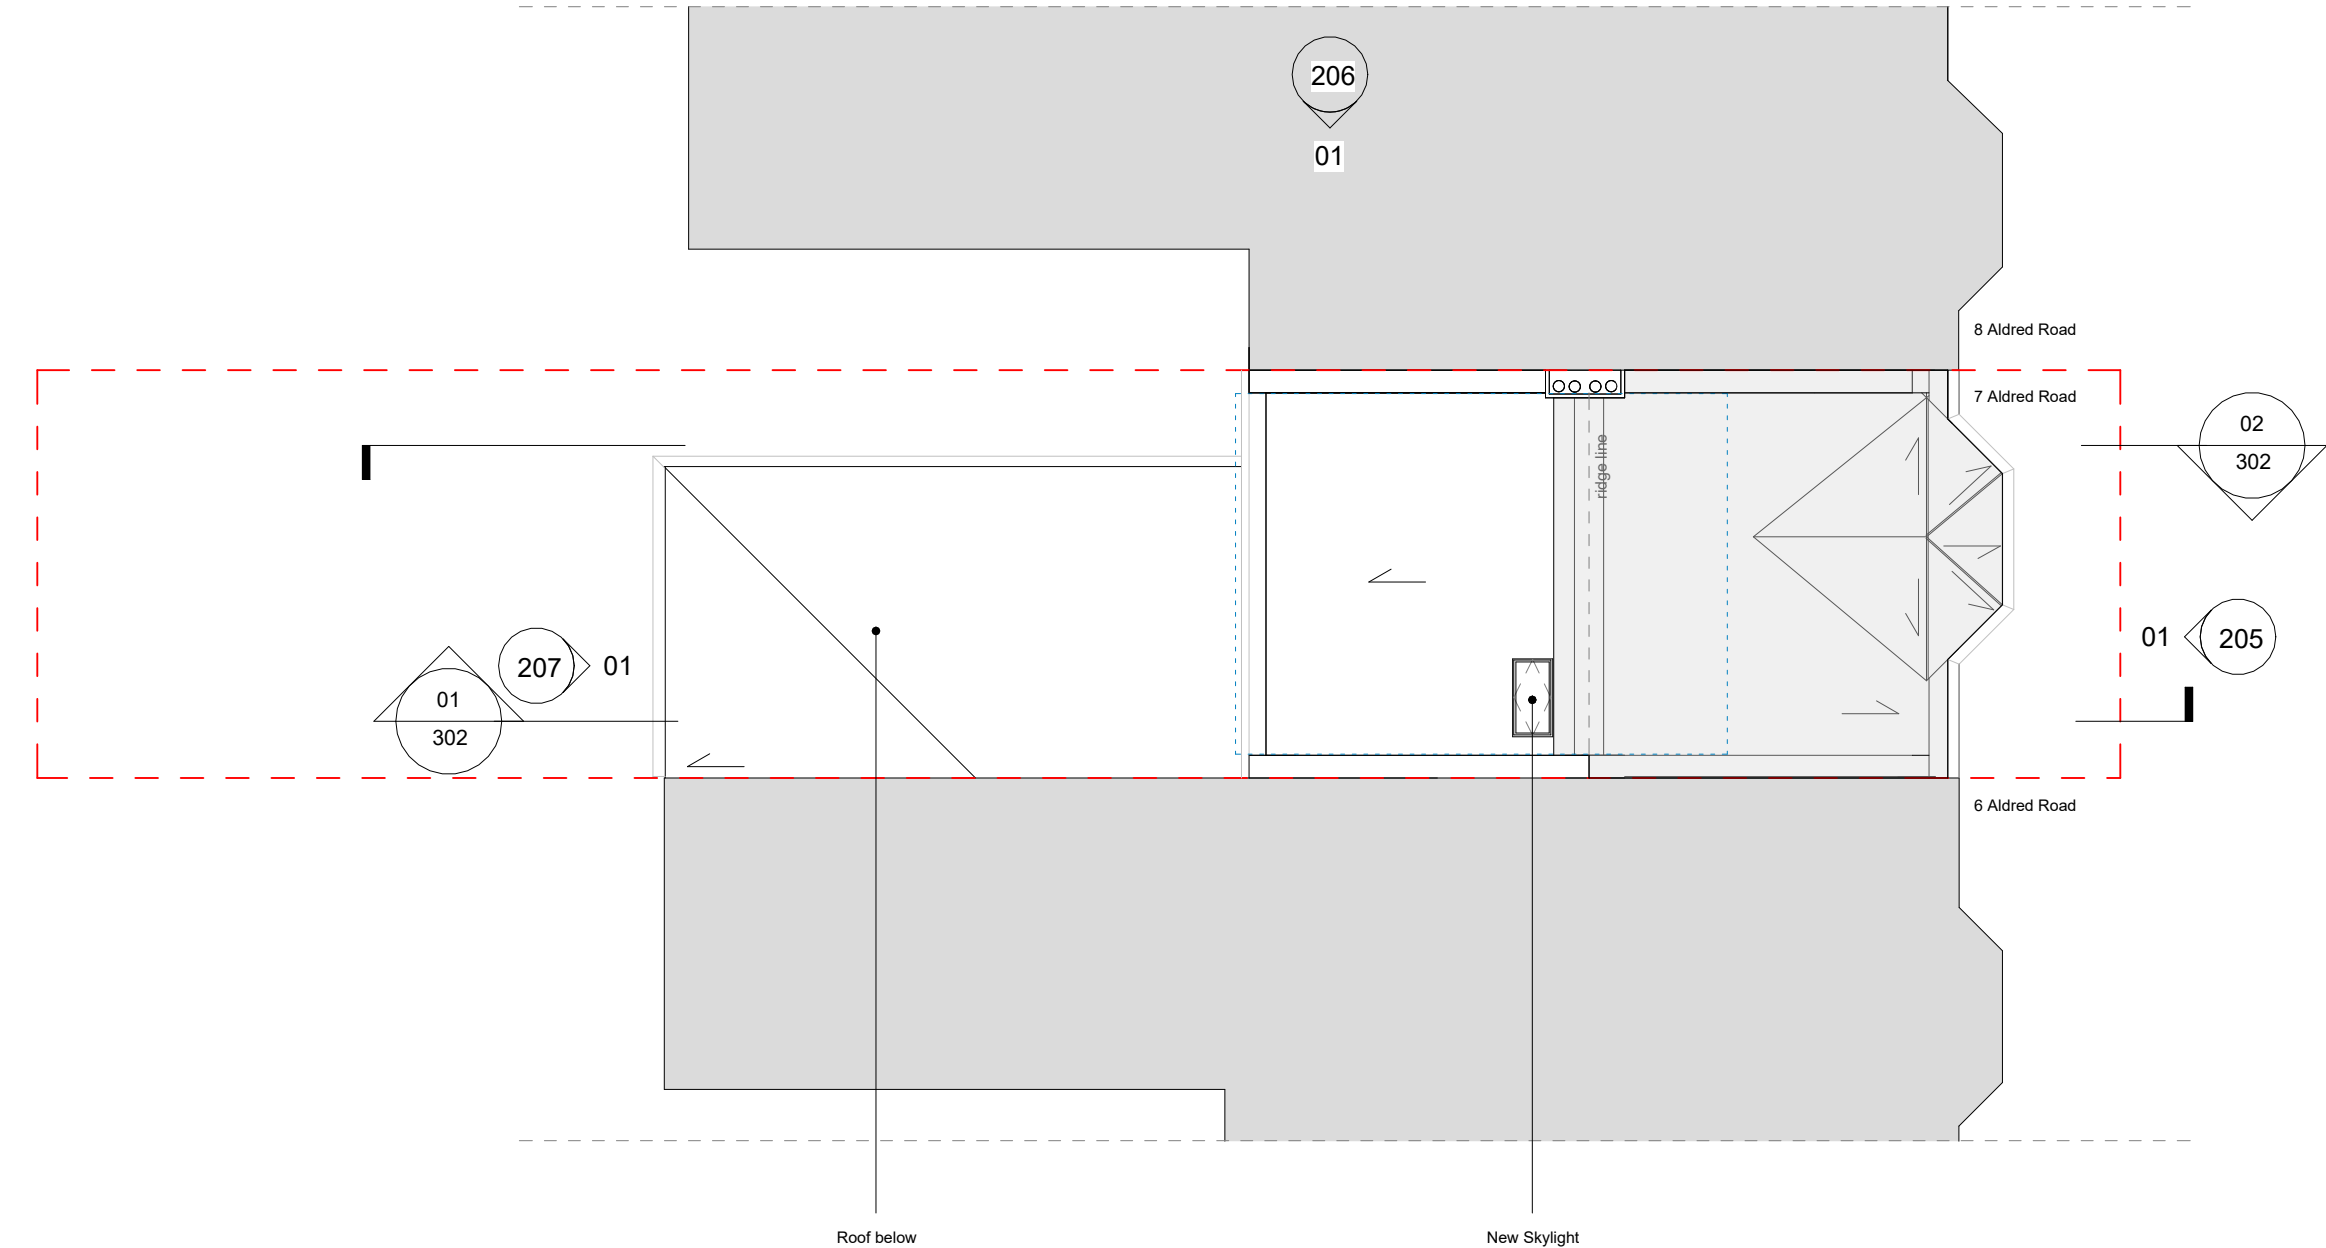 206
01
8 Aldred Road
7 Aldred Road
02
302
ridge line
01
205
207
01
01
302
6 Aldred Road
Roof below
New Skylight